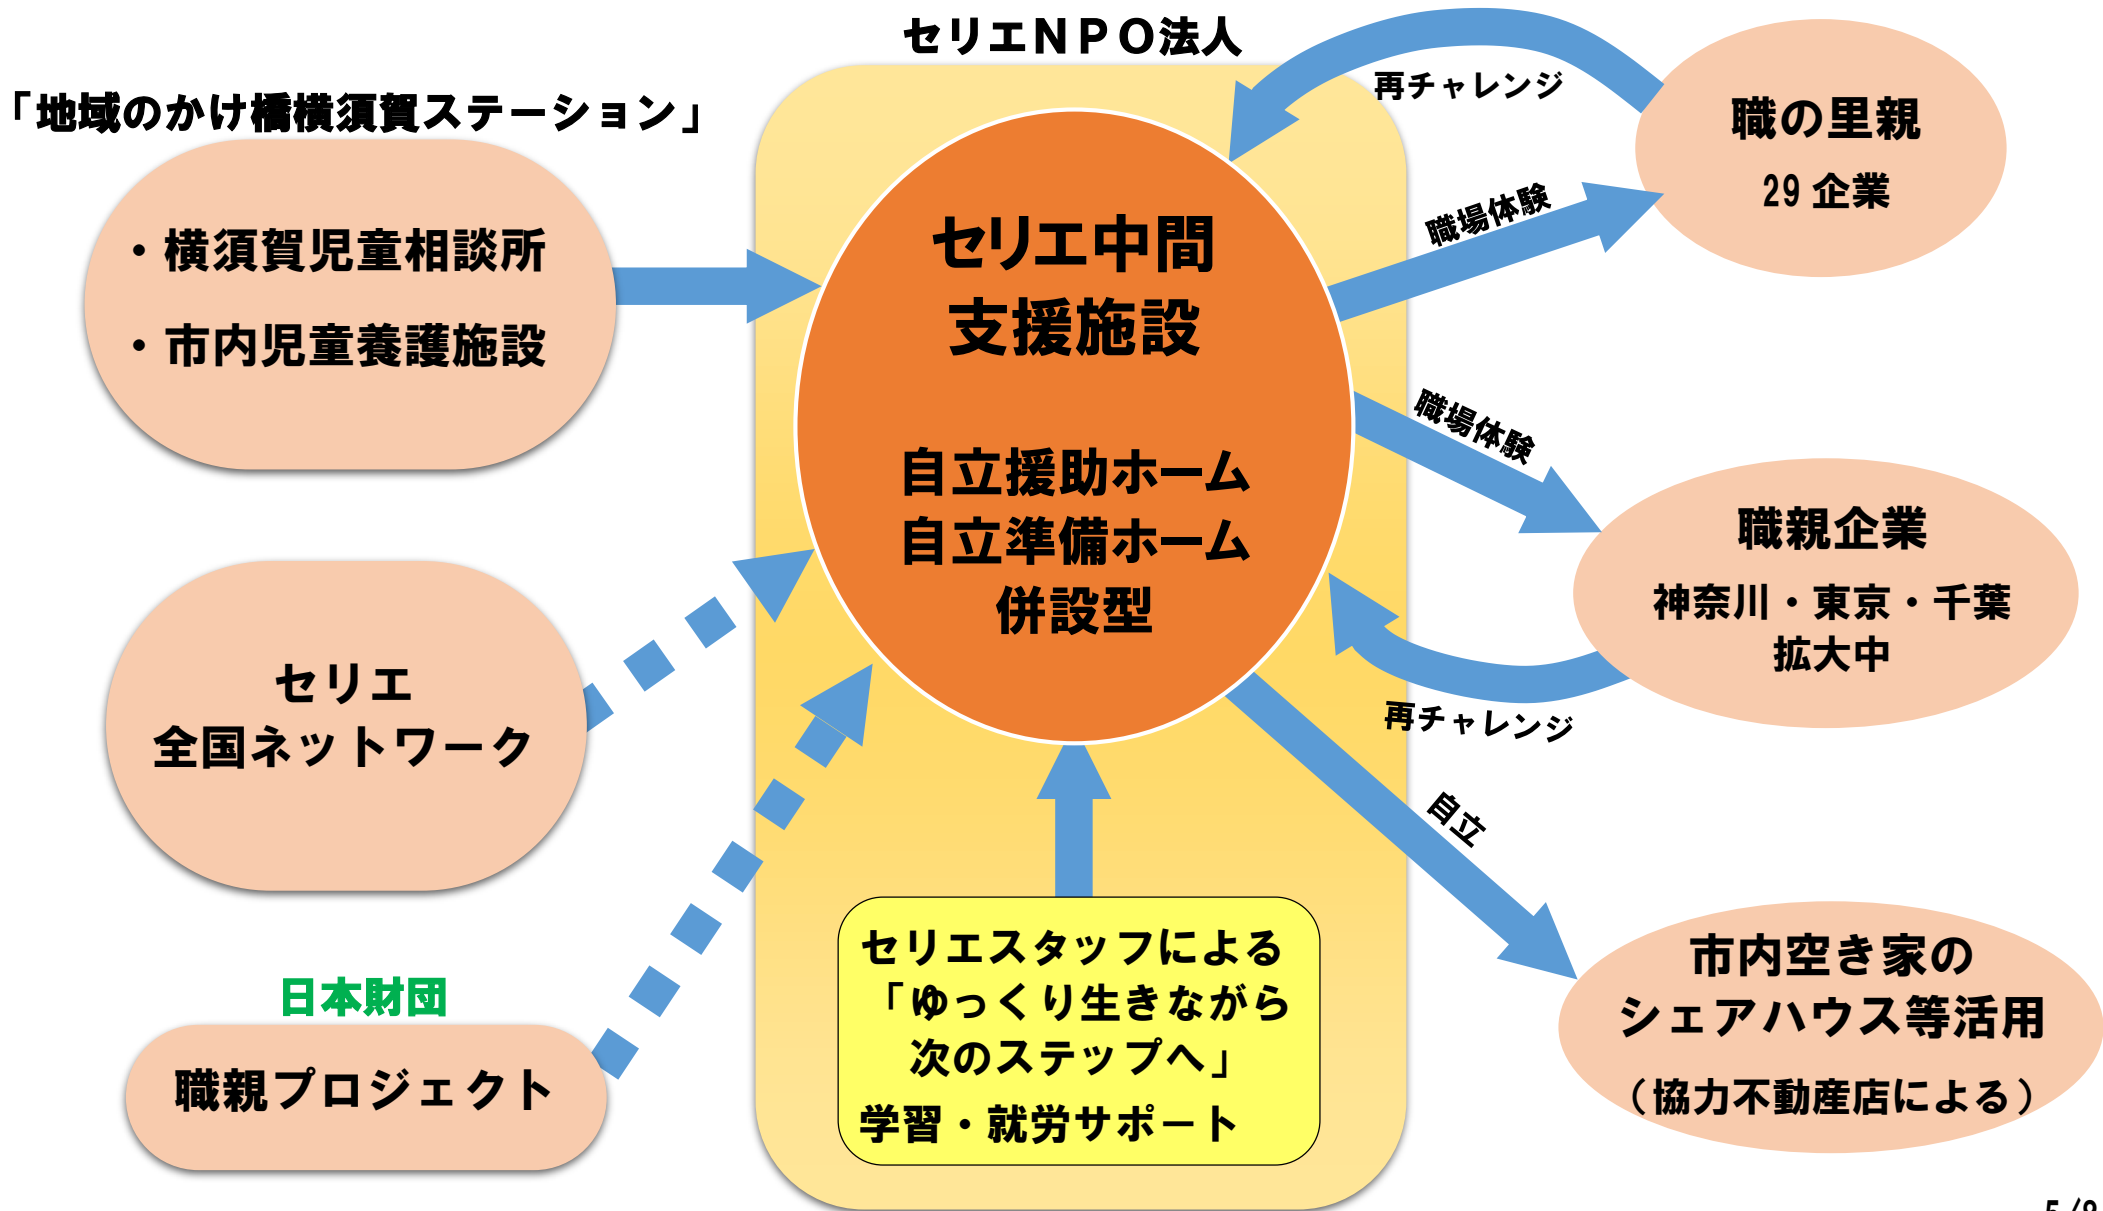 セリエＮＰＯ法人
「地域のかけ橋横須賀ステーション」
・横須賀児童相談所
・市内児童養護施設
セリエ
全国ネットワーク
日本財団
職親プロジェクト
セリエ中間
支援施設
自立援助ホーム
自立準備ホーム
併設型
セリエスタッフによる
「ゆっくり生きながら
次のステップへ」
学習・就労サポート
再チャレンジ
職の里親
29 企業
職場体験
職場体験
職親企業
神奈川・東京・千葉
拡大中
再チャレンジ
自立
市内空き家の
シェアハウス等活用
（協力不動産店による）